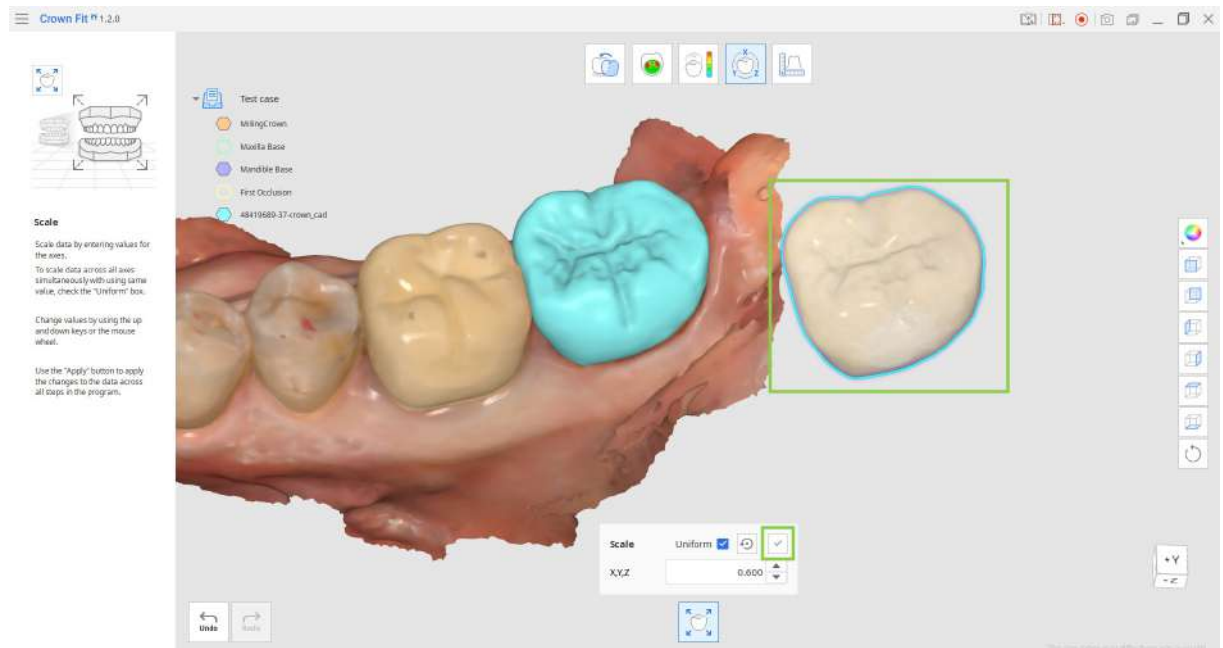 Crown Fit 1.2.0
Test case
MillingCrown
Maxilla Base
Mandible Base
First Occlusion
48419689-37-crown_cad
Scale
Scale data by entering values for
the axes.
To scale data across all axes
simultaneously with using same
value, check the "Uniform" box.
Change values by using the up
and down keys or the mouse
wheel.
Use the "Apply" button to apply
the changes to the data across
all steps in the program.
X
Y
Z
Scale
Uniform
X,Y,Z
0.600
+Y
-Z
Undo
Redo